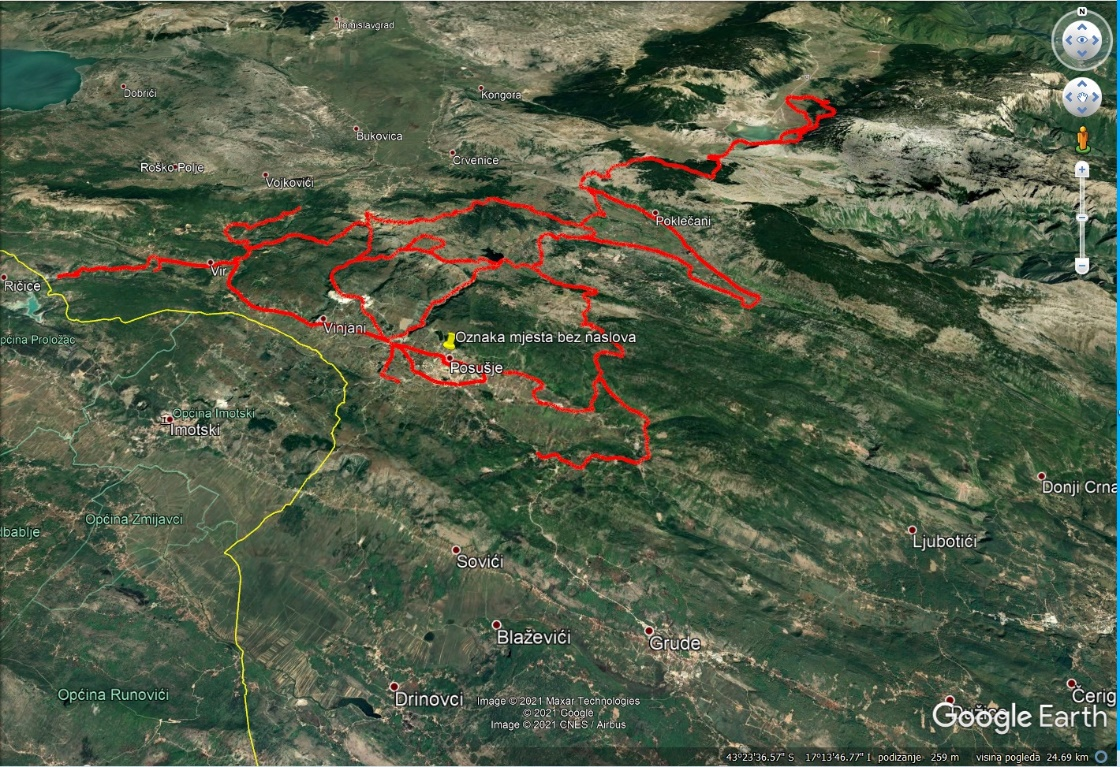 Tomislavgrad
N
Dobrići
Kongora
Bukovica
Crvenice
Roško Polje
Vojkovići
Poklečani
Vir
Ričice
Vinjani
Oznaka mjesta bez naslova
pcina Proložac
Posušje
Općina Imotski
Imotski
Donji Crna
Općina Zmijavci
dbablje
Ljubotići
Sovići
Blaževići
Grude
Općina Runovići
Drinovci
Čerig
Image © 2021 Maxar Technologies
© 2021 Google
Image © 2021 CNES / Airbus
Google Earth
43°23'36.57" S 17°13'46.77" I podizanje 259 m visina pogleda 24.69 km